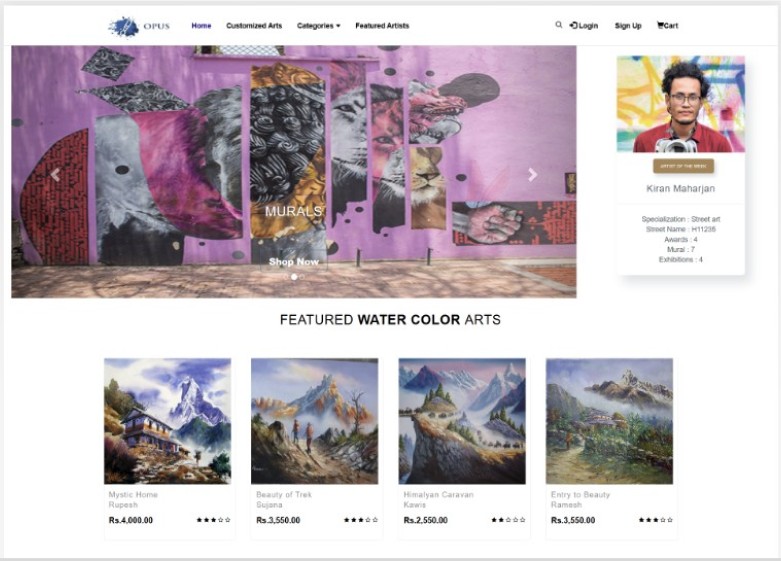 OPUS
Home
Customized Arts
Categories
Featured Artists
Login
Sign Up
Cart
MURALS
Shop Now
ARTIST OF THE WEEK
Kiran Maharjan
Specialization : Street art
Street Name : H11235
Awards : 4
Mural : 7
Exhibitions : 4
FEATURED WATER COLOR ARTS
Mystic Home
Rupesh
Rs.4,000.00
Beauty of Trek
Sujana
Rs.3,550.00
Himalyan Caravan
Kawis
Rs.2,550.00
Entry to Beauty
Ramesh
Rs.3,550.00